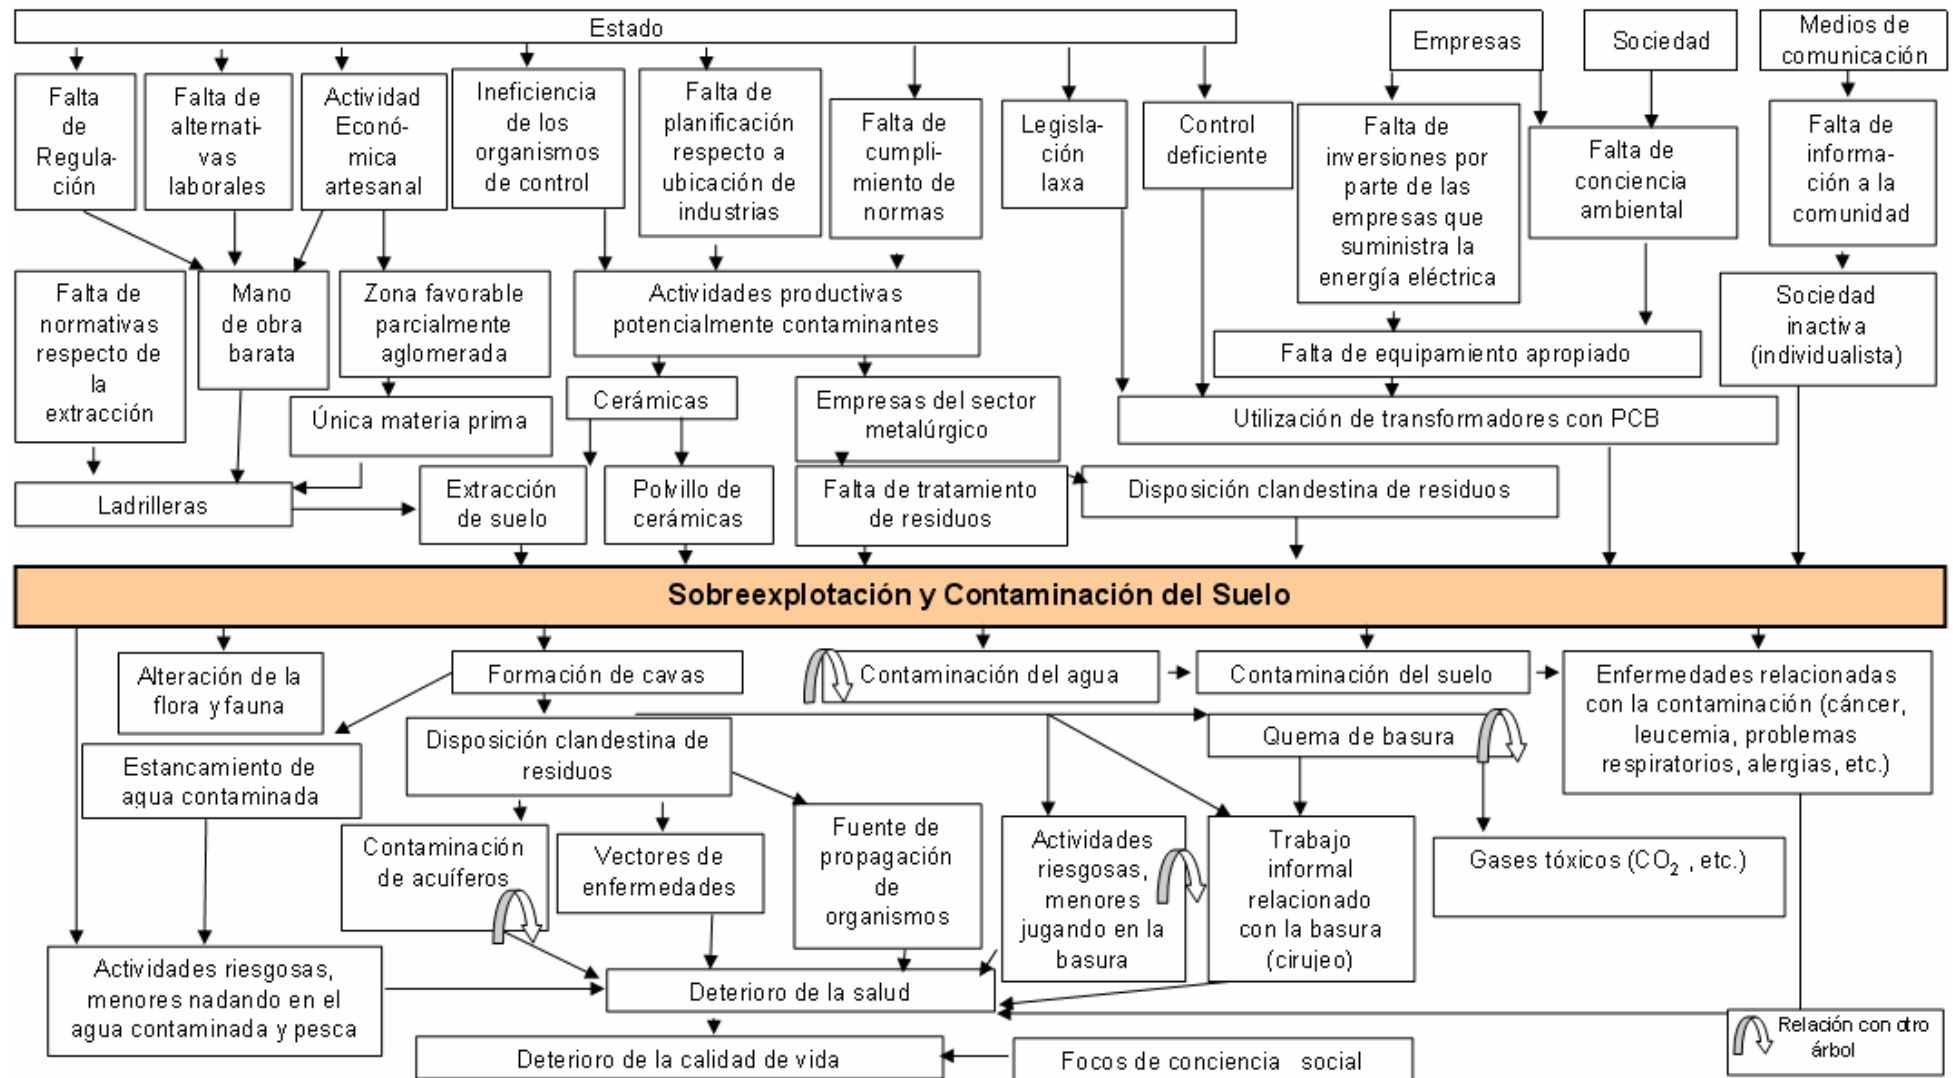 Estado
Empresas
Sociedad
Medios de
comunicación
Falta
de
Regula-
ción
Falta de
alternati-
vas
laborales
Actividad
Econó-
mica
artesanal
Ineficiencia
de los
organismos
de control
Falta de
planificación
respecto a
ubicación de
industrias
Falta de
cumpli-
miento de
normas
Legisla-
ción
laxa
Control
deficiente
Falta de
inversiones por
parte de las
empresas que
suministra la
energía eléctrica
Falta de
conciencia
ambiental
Falta de
informa-
ción a la
comunidad
Falta de
normativas
respecto de
la
extracción
Mano
de obra
barata
Zona favorable
parcialmente
aglomerada
Actividades productivas
potencialmente contaminantes
Falta de equipamiento apropiado
Sociedad
inactiva
(individualista)
Única materia prima
Cerámicas
Empresas del sector
metalúrgico
Utilización de transformadores con PCB
Ladrilleras
Extracción
de suelo
Polvillo de
cerámicas
Falta de tratamiento
de residuos
Disposición clandestina de residuos
Sobreexplotación y Contaminación del Suelo
Alteración de la
flora y fauna
Formación de cavas
Contaminación del agua
Contaminación del suelo
Enfermedades relacionadas
con la contaminación (cáncer,
leucemia, problemas
respiratorios, alergias, etc.)
Estancamiento de
agua contaminada
Disposición clandestina de
residuos
Quema de basura
Contaminación
de acuíferos
Vectores de
enfermedades
Fuente de
propagación
de
organismos
Actividades
riesgosas,
menores
jugando en la
basura
Trabajo
informal
relacionado
con la basura
(cirujeo)
Gases tóxicos (CO₂ , etc.)
Actividades riesgosas,
menores nadando en el
agua contaminada y pesca
Deterioro de la salud
Deterioro de la calidad de vida
Focos de conciencia social
Relación con otro
árbol